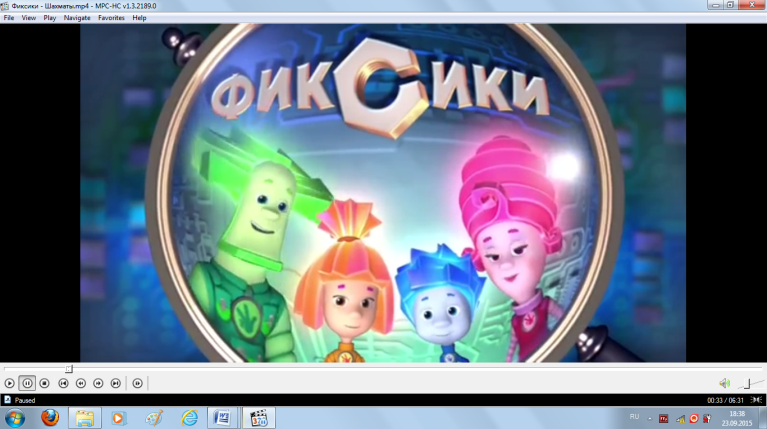 Фиксики - Шахматы.mp4 - MPC-HC v1.3.2189.0
File View Play Navigate Favorites Help
ФИКСИКИ
Paused 00:33 / 06:31
RU 18:38
23.09.2015